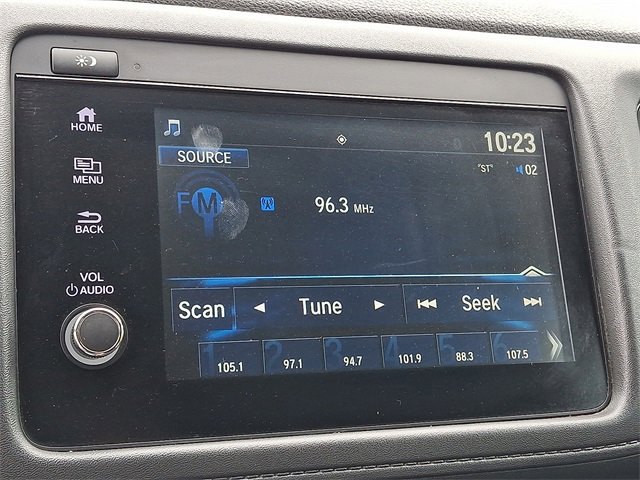 10:23
HOME
SOURCE
"ST" 02
MENU
FM 96.3 MHz
BACK
VOL
AUDIO
Scan Tune Seek
1 105.1 2 97.1 3 94.7 4 101.9 5 88.3 6 107.5